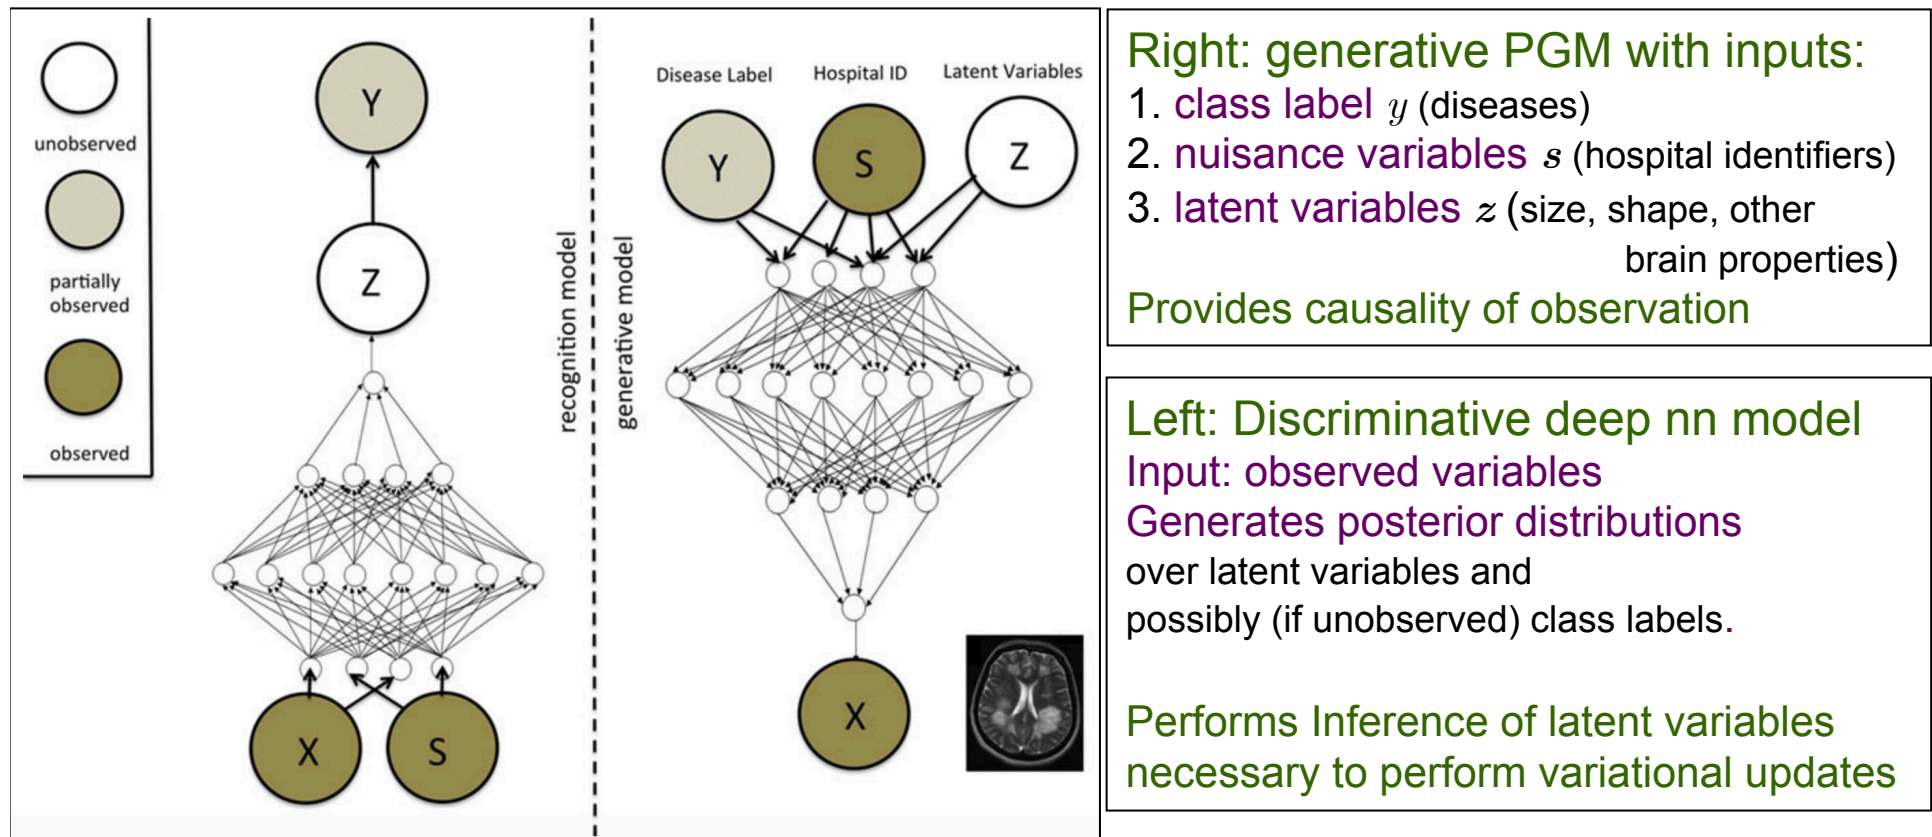 unobserved
partially
observed
observed
Y
Z
X
S
recognition model
generative model
Disease Label
Hospital ID
Latent Variables
Y
S
Z
X
Right: generative PGM with inputs:
1. class label y (diseases)
2. nuisance variables s (hospital identifiers)
3. latent variables z (size, shape, other
brain properties)
Provides causality of observation
Left: Discriminative deep nn model
Input: observed variables
Generates posterior distributions
over latent variables and
possibly (if unobserved) class labels.
Performs Inference of latent variables
necessary to perform variational updates